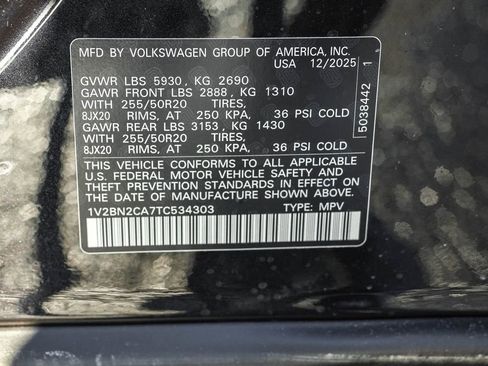 MFD BY VOLKSWAGEN GROUP OF AMERICA, INC.
USA 12/2025
GVWR LBS 5930, KG 2690
GAWR FRONT LBS 2888, KG 1310
WITH 255/50R20 TIRES,
8JX20 RIMS, AT 250 KPA, 36 PSI COLD
GAWR REAR LBS 3153, KG 1430
WITH 255/50R20 TIRES,
8JX20 RIMS, AT 250 KPA, 36 PSI COLD
THIS VEHICLE CONFORMS TO ALL APPLICABLE
U.S. FEDERAL MOTOR VEHICLE SAFETY AND
THEFT PREVENTION STANDARDS IN EFFECT ON
THE DATE OF MANUFACTURE SHOWN ABOVE.
1V2BN2CA7TC534303 TYPE: MPV
5038442 1